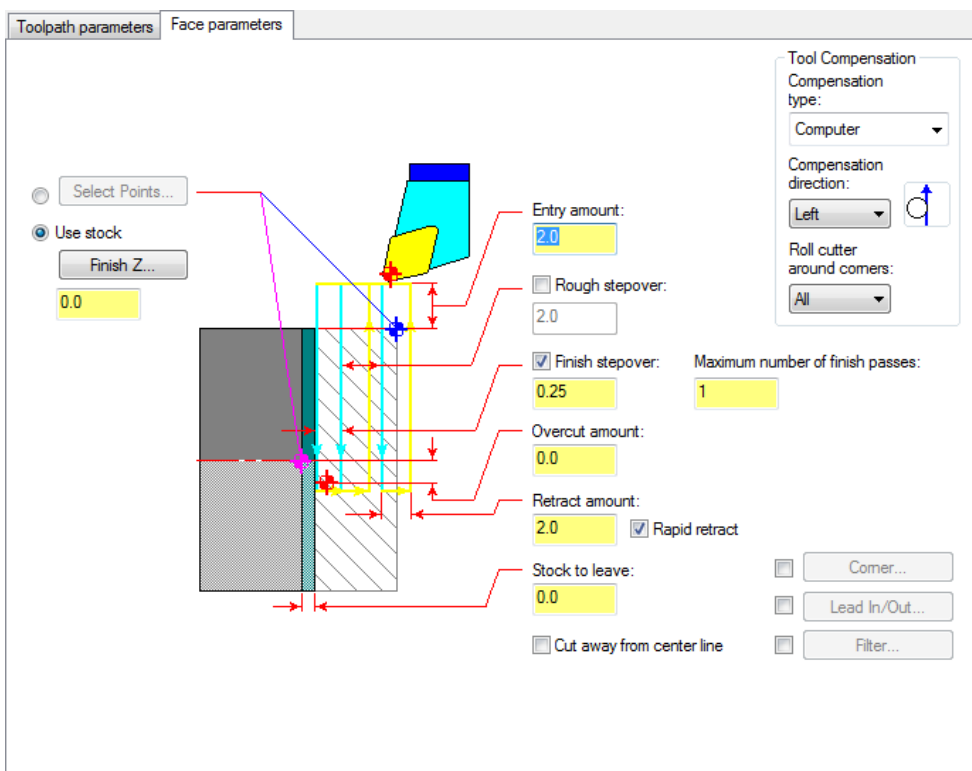 Toolpath parameters
Face parameters
Tool Compensation
Compensation
type:
Computer
Compensation
direction:
Left
Roll cutter
around corners:
All
Select Points...
Use stock
Finish Z...
0.0
Entry amount:
2.0
Rough stepover:
2.0
Finish stepover:
0.25
Maximum number of finish passes:
1
Overcut amount:
0.0
Retract amount:
2.0
Rapid retract
Stock to leave:
0.0
Cut away from center line
Corner...
Lead In/Out...
Filter...